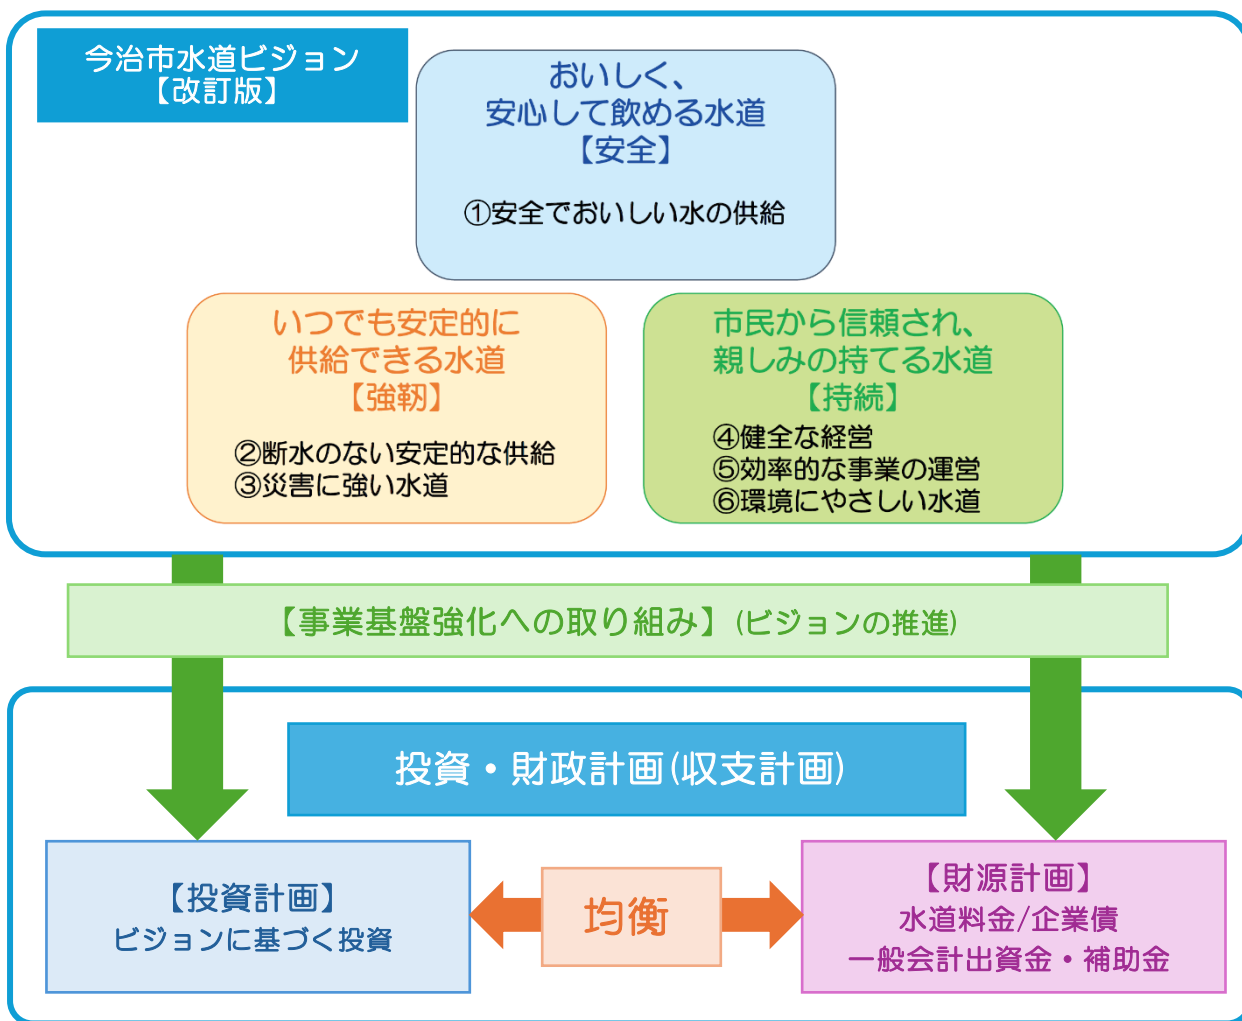 今治市水道ビジョン
【改訂版】
おいしく、
安心して飲める水道
【安全】
①安全でおいしい水の供給
いつでも安定的に
供給できる水道
【強靭】
②断水のない安定的な供給
③災害に強い水道
市民から信頼され、
親しみの持てる水道
【持続】
④健全な経営
⑤効率的な事業の運営
⑥環境にやさしい水道
【事業基盤強化への取り組み】(ビジョンの推進)
投資・財政計画(収支計画)
【投資計画】
ビジョンに基づく投資
均衡
【財源計画】
水道料金/企業債
一般会計出資金・補助金